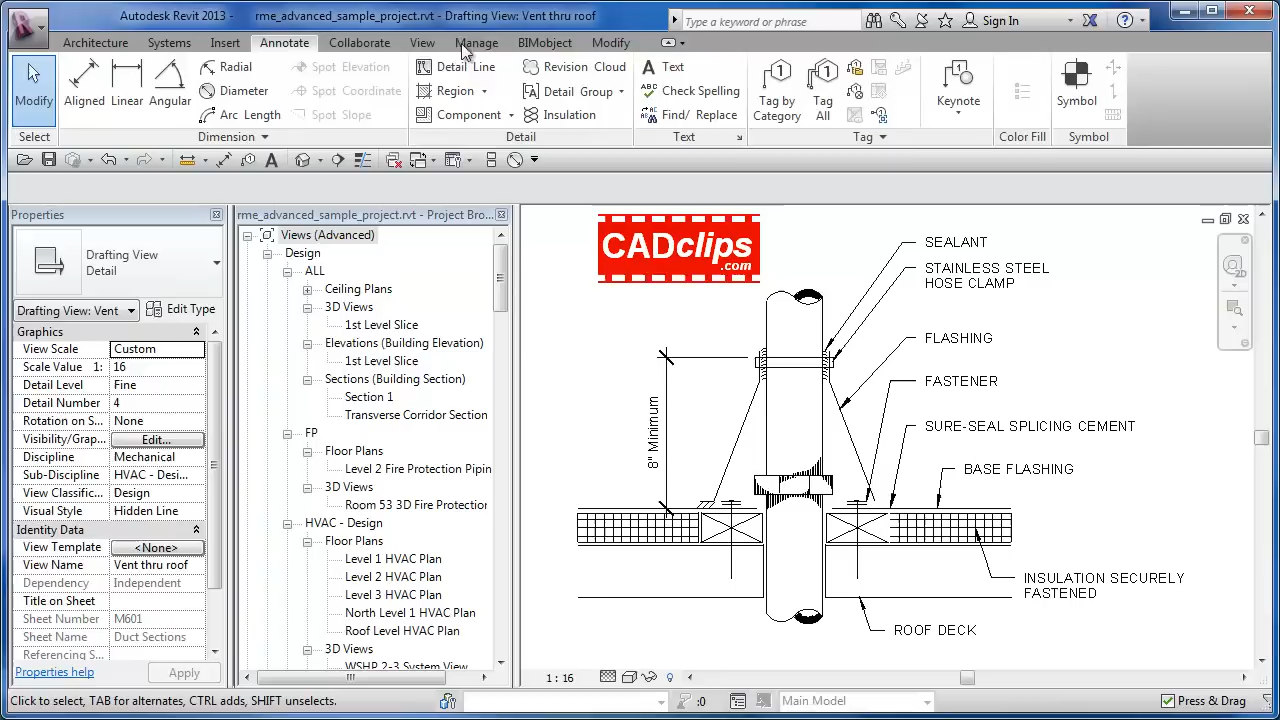 Autodesk Revit 2013 - rme_advanced_sample_project.rvt - Drafting View: Vent thru roof
Type a keyword or phrase
Sign In
Architecture Systems Insert Annotate Collaborate View Manage BIMobject Modify
Modify
Select
Aligned Linear Angular
Radial
Diameter
Arc Length
Spot Elevation
Spot Coordinate
Spot Slope
Dimension
Detail Line
Region
Component
Revision Cloud
Detail Group
Insulation
Detail
Text
Check Spelling
Find/ Replace
Text
Tag by
Category
Tag
All
Tag
Keynote
Color Fill
Symbol
Symbol
Properties
Drafting View
Detail
Drafting View: Vent
Edit Type
Graphics
View Scale Custom
Scale Value 1: 16
Detail Level Fine
Detail Number 4
Rotation on S... None
Visibility/Grap... Edit...
Discipline Mechanical
Sub-Discipline HVAC - Desi...
View Classific... Design
Visual Style Hidden Line
Identity Data
View Template <None>
View Name Vent thru roof
Dependency Independent
Title on Sheet
Sheet Number M601
Sheet Name Duct Sections
Referencing S...
Properties help
Apply
rme_advanced_sample_project.rvt - Project Bro...
Views (Advanced)
Design
ALL
Ceiling Plans
3D Views
1st Level Slice
Elevations (Building Elevation)
1st Level Slice
Sections (Building Section)
Section 1
Transverse Corridor Section
FP
Floor Plans
Level 2 Fire Protection Pipin
3D Views
Room 53 3D Fire Protectior
HVAC - Design
Floor Plans
Level 1 HVAC Plan
Level 2 HVAC Plan
Level 3 HVAC Plan
North Level 1 HVAC Plan
Roof Level HVAC Plan
3D Views
WSHP 2-3 System View
CADclips
.com
SEALANT
STAINLESS STEEL
HOSE CLAMP
FLASHING
FASTENER
SURE-SEAL SPLICING CEMENT
BASE FLASHING
INSULATION SECURELY
FASTENED
ROOF DECK
8" Minimum
2D
1 : 16
Click to select, TAB for alternates, CTRL adds, SHIFT unselects.
:0
Main Model
Press & Drag